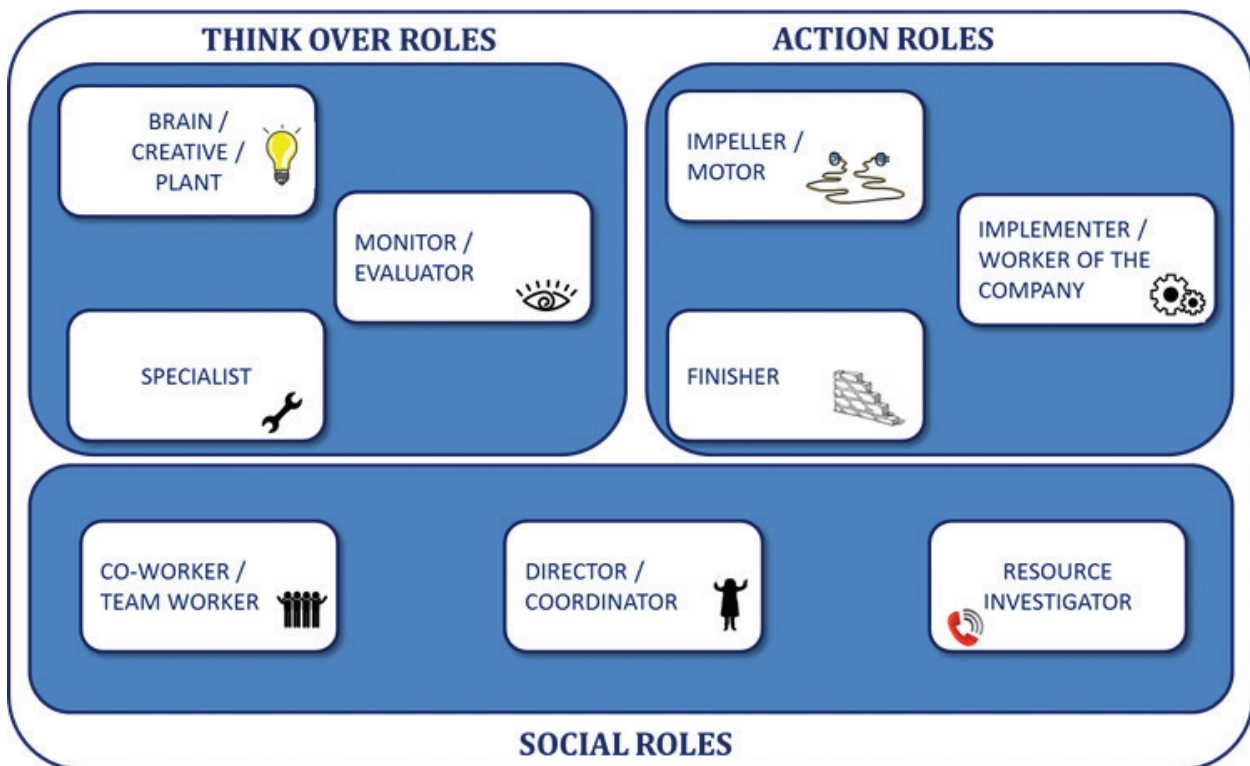 THINK OVER ROLES
BRAIN /
CREATIVE /
PLANT
MONITOR /
EVALUATOR
SPECIALIST
ACTION ROLES
IMPELLER /
MOTOR
IMPLEMENTER /
WORKER OF THE
COMPANY
FINISHER
CO-WORKER /
TEAM WORKER
DIRECTOR /
COORDINATOR
RESOURCE
INVESTIGATOR
SOCIAL ROLES